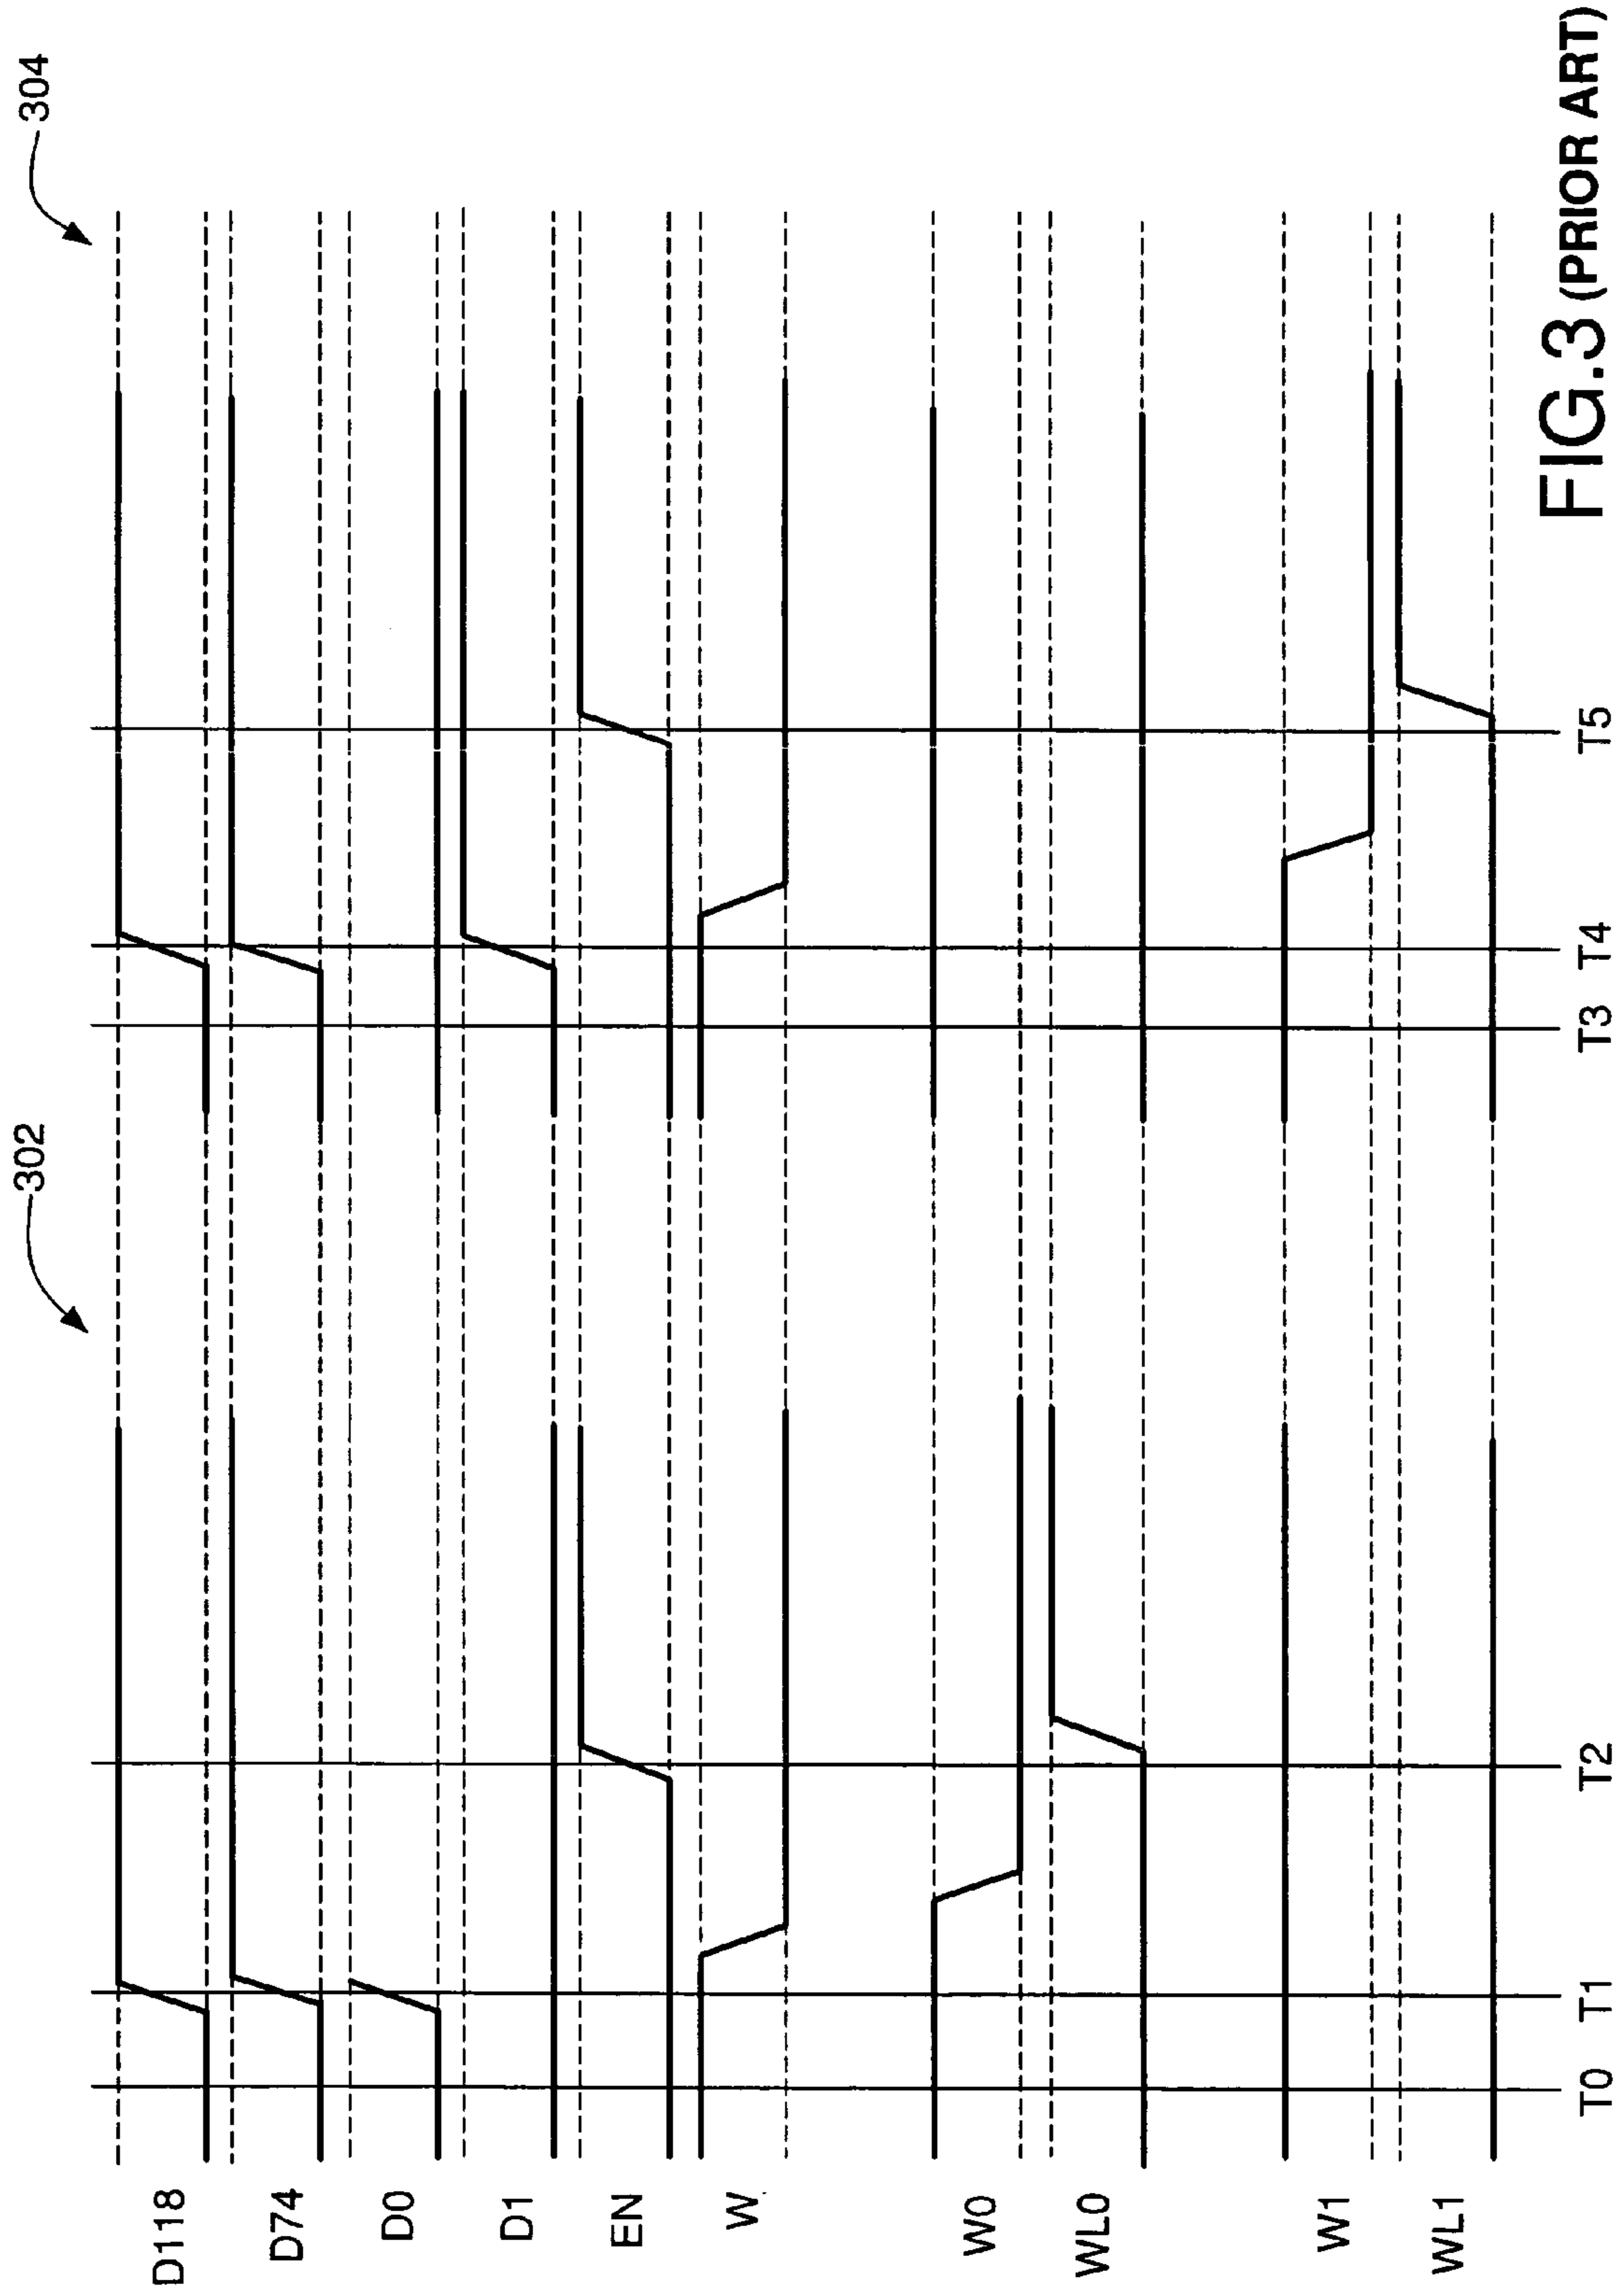 302
304
D118
D74
D0
D1
EN
W
W0
WL0
W1
WL1
T0 T1 T2 T3 T4 T5
FIG.3 (PRIOR ART)